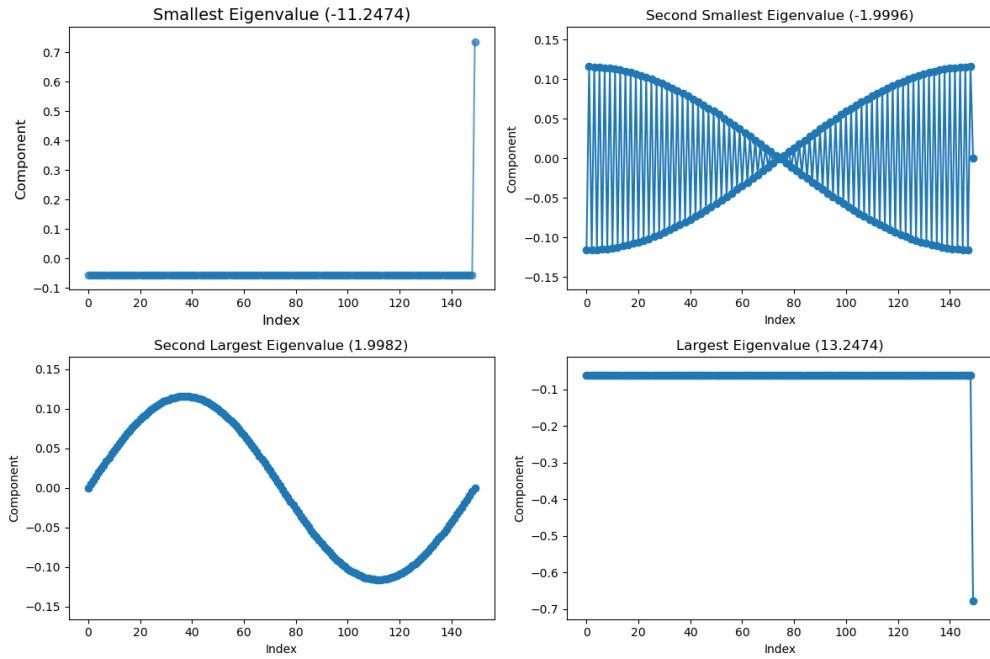 Smallest Eigenvalue (-11.2474)
0.7
0.6
0.5
0.4
0.3
0.2
0.1
0.0
−0.1
Component
0 20 40 60 80 100 120 140
Index
Second Smallest Eigenvalue (-1.9996)
0.15
0.10
0.05
0.00
−0.05
−0.10
−0.15
Component
0 20 40 60 80 100 120 140
Index
Second Largest Eigenvalue (1.9982)
0.15
0.10
0.05
0.00
−0.05
−0.10
−0.15
Component
0 20 40 60 80 100 120 140
Index
Largest Eigenvalue (13.2474)
−0.1
−0.2
−0.3
−0.4
−0.5
−0.6
−0.7
Component
0 20 40 60 80 100 120 140
Index